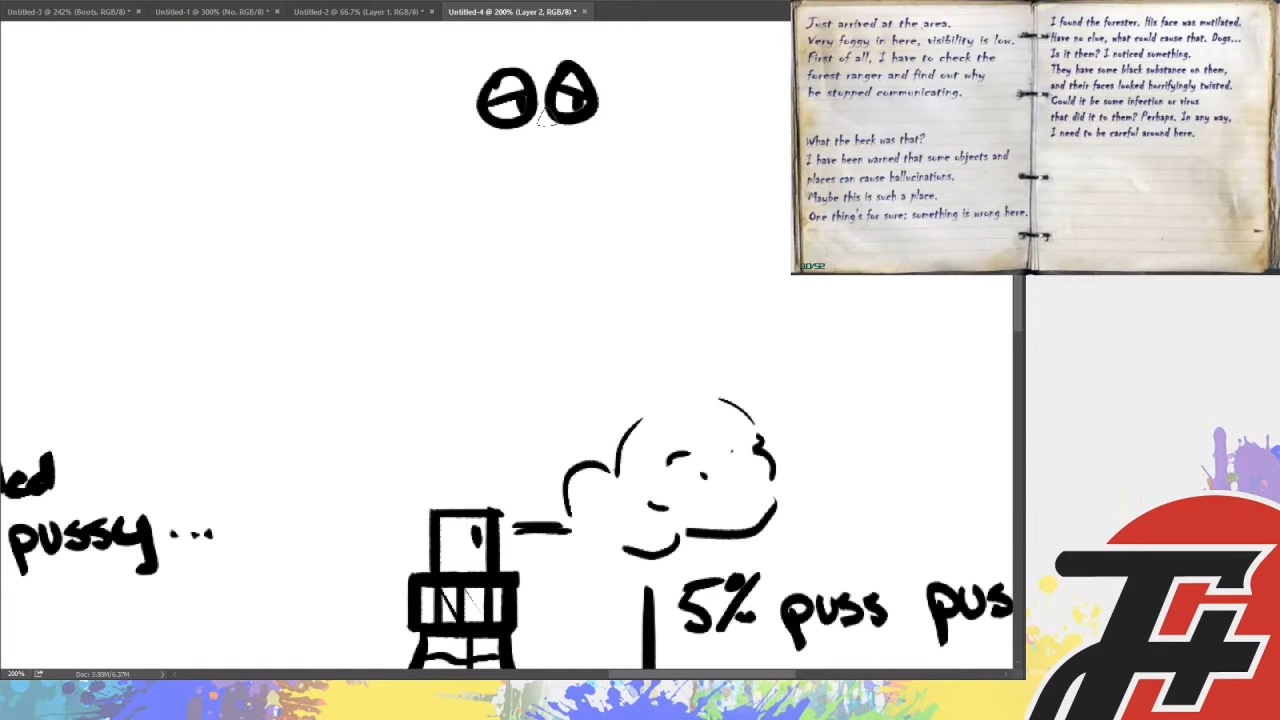 Untitled-3 @ 242% (Boots, RGB/8) * ×
Untitled-1 @ 300% (No, RGB/8) * ×
Untitled-2 @ 66.7% (Layer 1, RGB/8) * ×
Untitled-4 @ 200% (Layer 2, RGB/8) * ×
Just arrived at the area.
Very foggy in here, visibility is low.
First of all, I have to check the
forest ranger and find out why
he stopped communicating.
What the heck was that?
I have been warned that some objects and
places can cause hallucinations.
Maybe this is such a place.
One thing's for sure: something is wrong here.
I found the forester. His face was mutilated.
Have no clue, what could cause that. Dogs...
Is it them? I noticed something.
They have some black substance on them,
and their faces looked horrifyingly twisted.
Could it be some infection or virus
that did it to them? Perhaps. In any way,
I need to be careful around here.
pussy...
5% puss pus
200%
Doc: 5.93M/6.37M